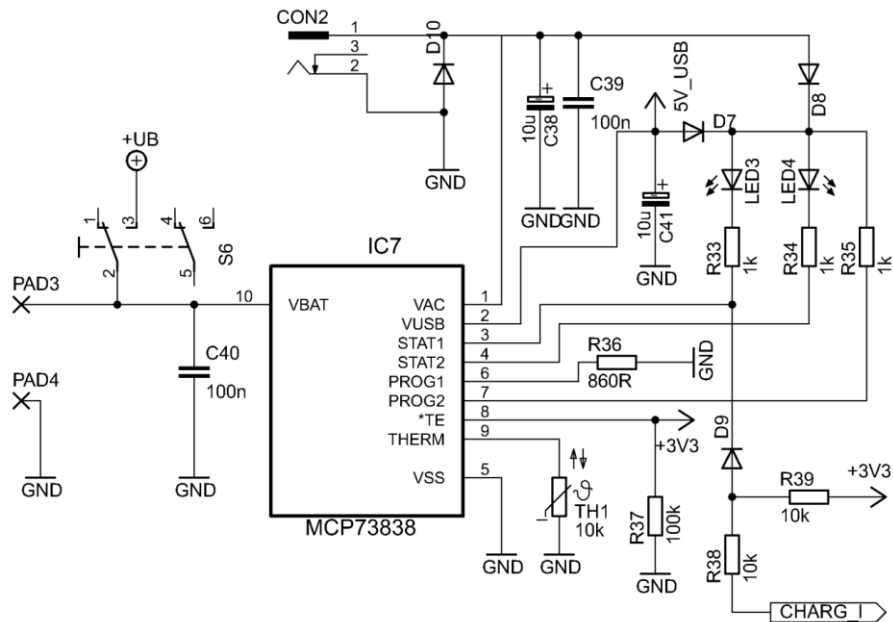 CON2
1
3
2
D10
+
10u
C38
C39
100n
5V_USB
D7
D8
GND
GND
GND
+
10u
C41
GND
LED3
LED4
R33
1k
R34
1k
R35
1k
+UB
1
3
4
6
2
5
S6
PAD3
PAD4
GND
C40
100n
GND
IC7
10
VBAT
VAC
1
VUSB
2
STAT1
3
STAT2
4
PROG1
6
PROG2
7
*TE
8
THERM
9
VSS
5
MCP73838
GND
R36
860R
GND
+3V3
ϑ
TH1
10k
GND
R37
100k
GND
D9
R39
10k
+3V3
R38
10k
CHARG_I